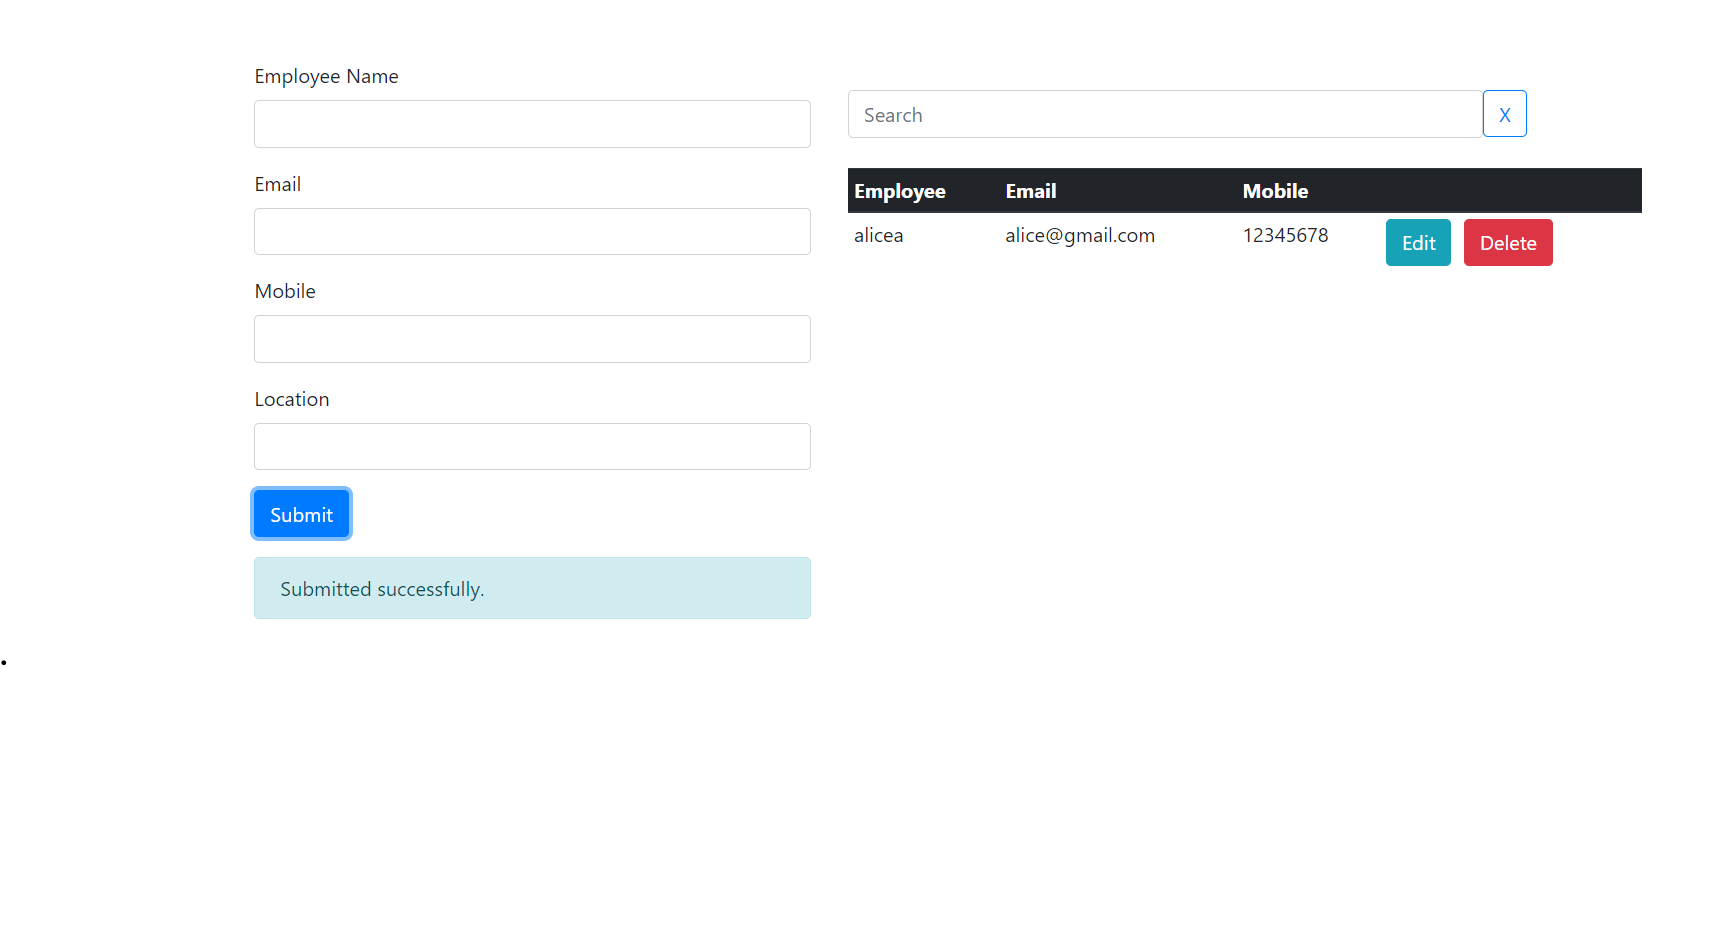 Employee Name
Email
Mobile
Location
Submit
Submitted successfully.
.
Search X
Employee Email Mobile
alicea alice@gmail.com 12345678 Edit Delete